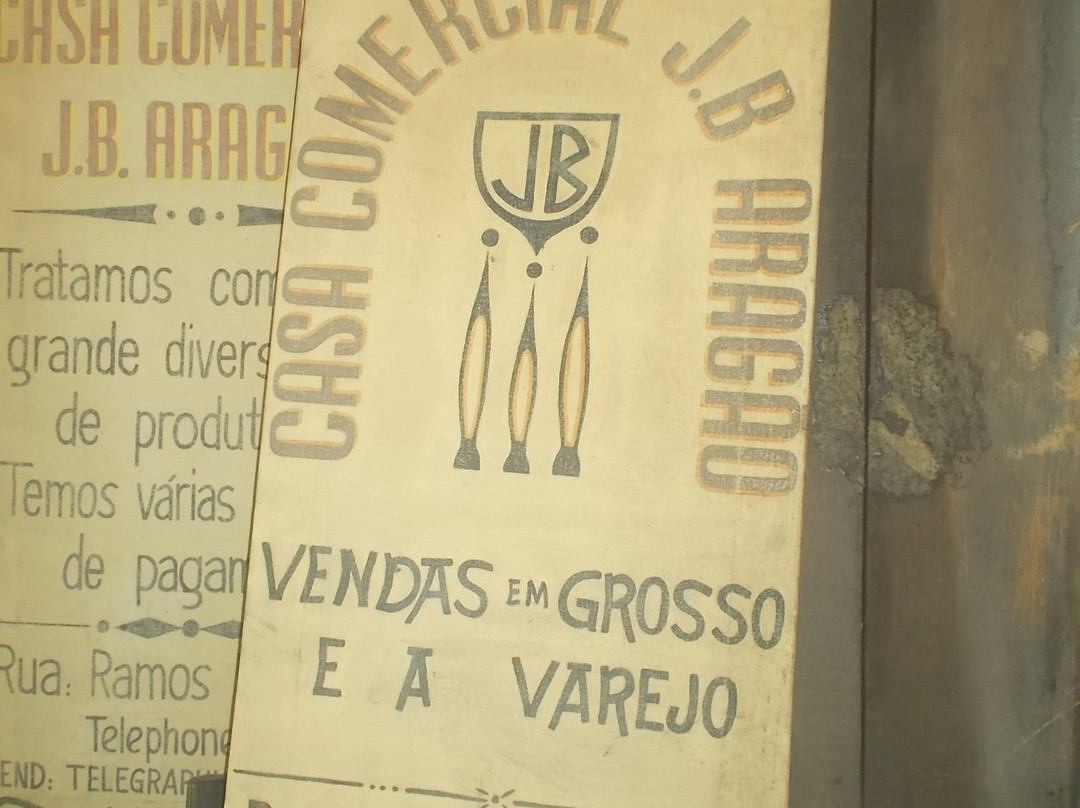 CASA COMER
J.B. ARAG
Tratamos com
grande divers
de produt
Temos várias
de pagam
Rua: Ramos
Telephone
END: TELEGRAPH
CASA COMERCIAL J.B ARAGÃO
JB
VENDAS EM GROSSO
E A VAREJO